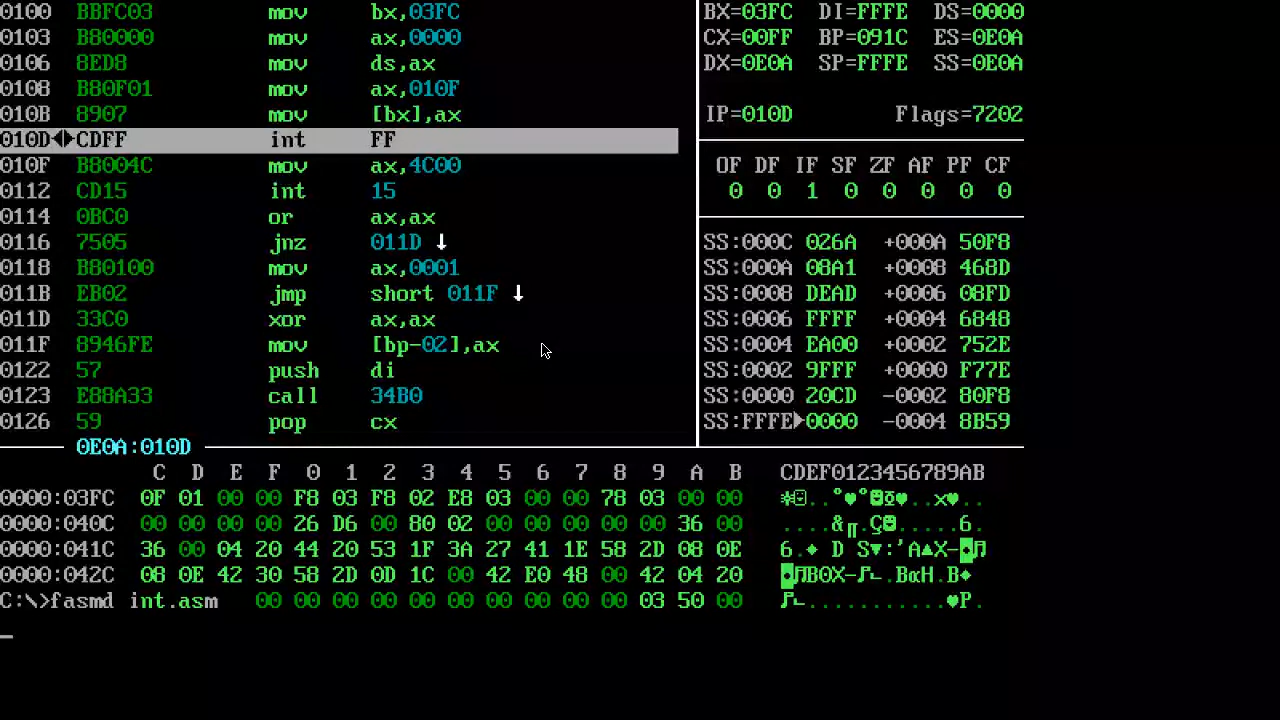 0100 BBFC03 mov bx,03FC BX=03FC DI=FFFE DS=0000
0103 B80000 mov ax,0000 CX=00FF BP=091C ES=0E0A
0106 8ED8 mov ds,ax DX=0E0A SP=FFFE SS=0E0A
0108 B80F01 mov ax,010F
010B 8907 mov [bx],ax IP=010D Flags=7202
010D◄►CDFF int FF
010F B8004C mov ax,4C00 OF DF IF SF ZF AF PF CF
0112 CD15 int 15 0 0 1 0 0 0 0 0
0114 0BC0 or ax,ax
0116 7505 jnz 011D ↓ SS:000C 026A +000A 50F8
0118 B80100 mov ax,0001 SS:000A 08A1 +0008 468D
011B EB02 jmp short 011F ↓ SS:0008 DEAD +0006 08FD
011D 33C0 xor ax,ax SS:0006 FFFF +0004 6848
011F 8946FE mov [bp-02],ax SS:0004 EA00 +0002 752E
0122 57 push di SS:0002 9FFF +0000 F77E
0123 E88A33 call 34B0 SS:0000 20CD -0002 80F8
0126 59 pop cx SS:FFFE►0000 -0004 8B59
0E0A:010D
C D E F 0 1 2 3 4 5 6 7 8 9 A B CDEF0123456789AB
0000:03FC 0F 01 00 00 F8 03 F8 02 E8 03 00 00 78 03 00 00 ☼☺..°♥°☻Φ♥..x♥..
0000:040C 00 00 00 00 26 D6 00 80 02 00 00 00 00 00 36 00 ....&╓.Ç☻.....6.
0000:041C 36 00 04 20 44 20 53 1F 3A 27 41 1E 58 2D 08 0E 6.♦ D S▼:'A▲X-◘♫
0000:042C 08 0E 42 30 58 2D 0D 1C 00 42 E0 48 00 42 04 20 ◘♫B0X-♪∟.BαH.B♦
C:\>fasmd int.asm 00 00 00 00 00 00 00 00 00 00 03 50 00 ♪∟...........♥P.